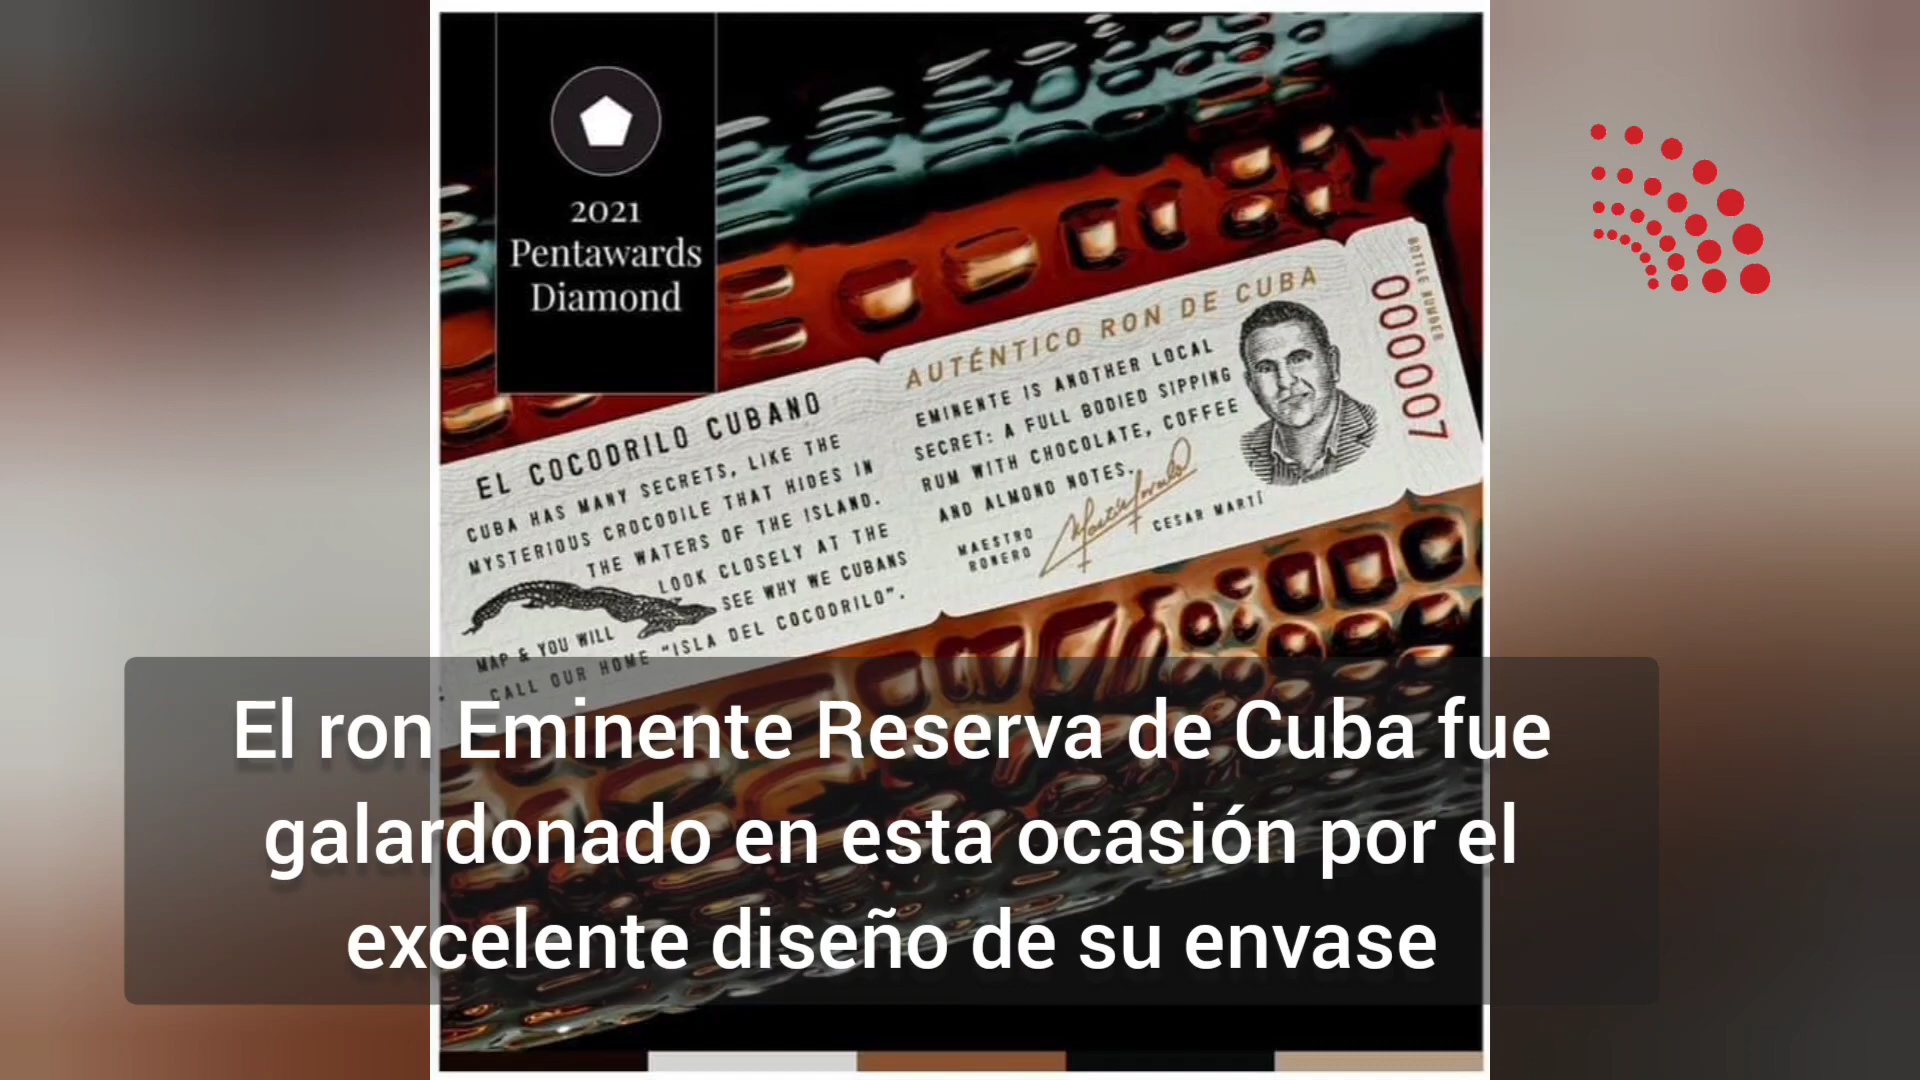 2021
Pentawards
Diamond
EL COCODRILO CUBANO
CUBA HAS MANY SECRETS, LIKE THE
MYSTERIOUS CROCODILE THAT HIDES IN
THE WATERS OF THE ISLAND.
LOOK CLOSELY AT THE
MAP & YOU WILL SEE WHY WE CUBANS
CALL OUR HOME "ISLA DEL COCODRILO".
AUTÉNTICO RON DE CUBA
EMINENTE IS ANOTHER LOCAL
SECRET: A FULL BODIED SIPPING
RUM WITH CHOCOLATE, COFFEE
AND ALMOND NOTES.
MAESTRO
RONERO
CESAR MARTÍ
BOTTLE NUMBER
000007
El ron Eminente Reserva de Cuba fue
galardonado en esta ocasión por el
excelente diseño de su envase